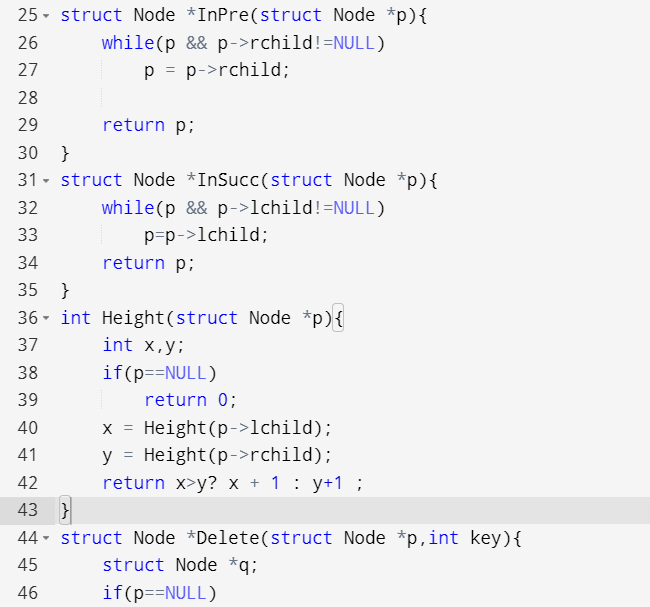 25 struct Node *InPre(struct Node *p){
26     while(p && p->rchild!=NULL)
27         p = p->rchild;
28
29     return p;
30 }
31 struct Node *InSucc(struct Node *p){
32     while(p && p->lchild!=NULL)
33         p=p->lchild;
34     return p;
35 }
36 int Height(struct Node *p){
37     int x,y;
38     if(p==NULL)
39         return 0;
40     x = Height(p->lchild);
41     y = Height(p->rchild);
42     return x>y? x + 1 : y+1 ;
43 }
44 struct Node *Delete(struct Node *p,int key){
45     struct Node *q;
46     if(p==NULL)